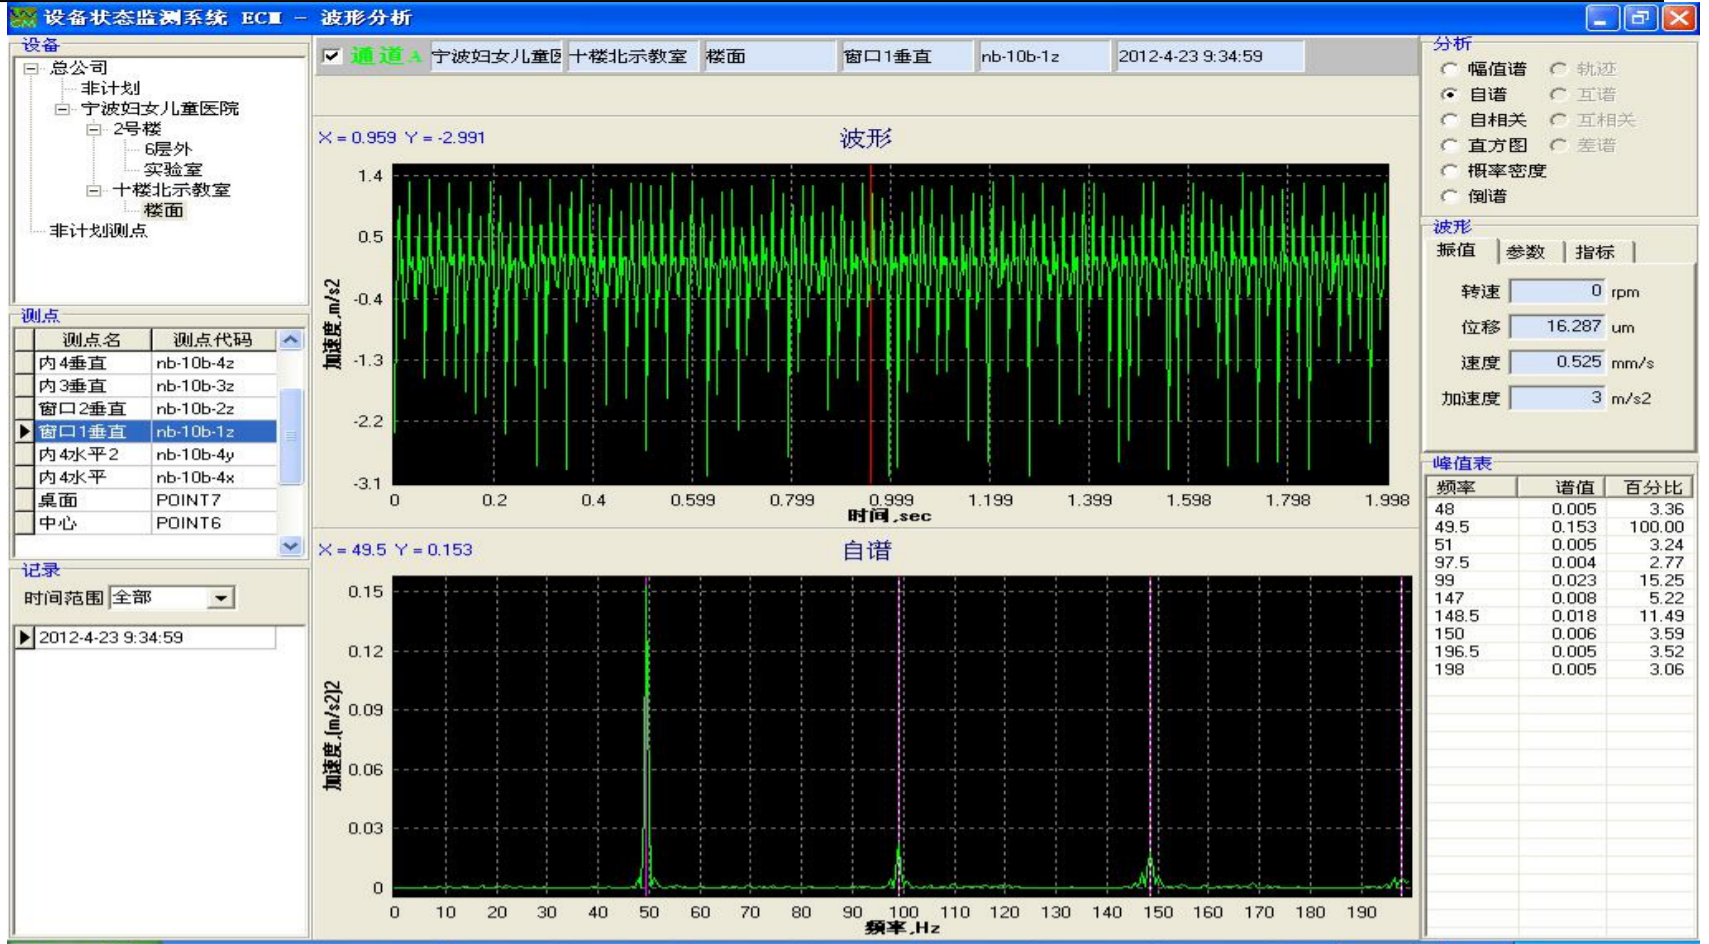 设备状态监测系统 ECM - 波形分析
设备
总公司
非计划
宁波妇女儿童医院
2号楼
6层外
实验室
十楼北示教室
楼面
非计划测点
测点
测点名 测点代码
内4垂直 nb-10b-4z
内3垂直 nb-10b-3z
窗口2垂直 nb-10b-2z
窗口1垂直 nb-10b-1z
内4水平2 nb-10b-4y
内4水平 nb-10b-4x
桌面 POINT7
中心 POINT6
记录
时间范围 全部
2012-4-23 9:34:59
通道A 宁波妇女儿童医 十楼北示教室 楼面 窗口1垂直 nb-10b-1z 2012-4-23 9:34:59
X = 0.959 Y = -2.991 波形
加速度,m/s2
1.4
0.5
-0.4
-1.3
-2.2
-3.1
0 0.2 0.4 0.599 0.799 0.999 1.199 1.399 1.598 1.798 1.998
时间,sec
X = 49.5 Y = 0.153 自谱
加速度,(m/s2)2
0.15
0.12
0.09
0.06
0.03
0
0 10 20 30 40 50 60 70 80 90 100 110 120 130 140 150 160 170 180 190
频率,Hz
分析
幅值谱 轨迹
自谱 互谱
自相关 互相关
直方图 差谱
概率密度
倒谱
波形
振值 参数 指标
转速 0 rpm
位移 16.287 um
速度 0.525 mm/s
加速度 3 m/s2
峰值表
频率 谱值 百分比
48 0.005 3.36
49.5 0.153 100.00
51 0.005 3.24
97.5 0.004 2.77
99 0.023 15.25
147 0.008 5.22
148.5 0.018 11.49
150 0.006 3.59
196.5 0.005 3.52
198 0.005 3.06